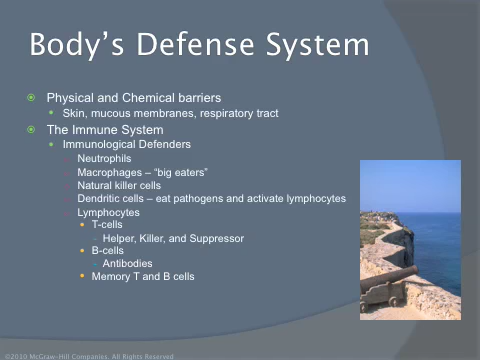 Body's Defense System
Physical and Chemical barriers
Skin, mucous membranes, respiratory tract
The Immune System
Immunological Defenders
Neutrophils
Macrophages – "big eaters"
Natural killer cells
Dendritic cells – eat pathogens and activate lymphocytes
Lymphocytes
T-cells
Helper, Killer, and Suppressor
B-cells
Antibodies
Memory T and B cells
©2010 McGraw-Hill Companies. All Rights Reserved